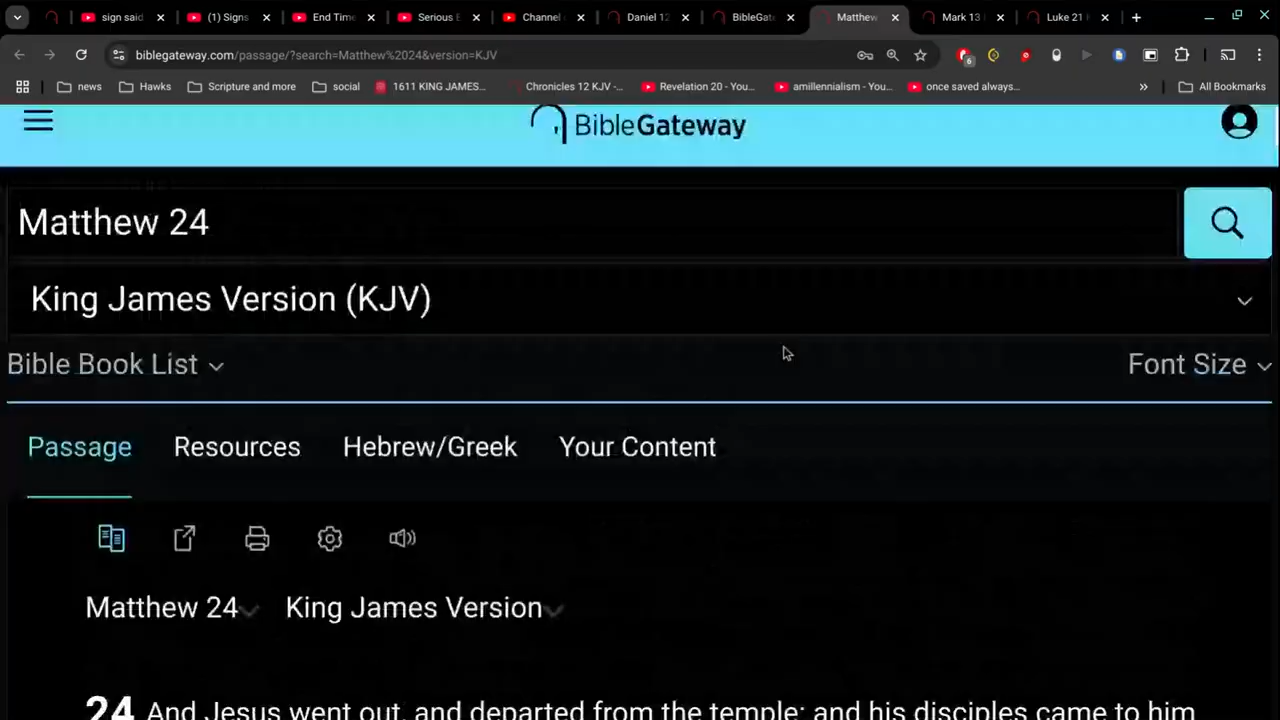 sign said
(1) Signs
End Time
Serious E
Channel
Daniel 12
BibleGat
Matthew
Mark 13
Luke 21
biblegateway.com/passage/?search=Matthew%2024&version=KJV
6
news
Hawks
Scripture and more
social
1611 KING JAMES...
Chronicles 12 KJV -...
Revelation 20 - You...
amillennialism - You...
once saved always...
»
All Bookmarks
BibleGateway
Matthew 24
King James Version (KJV)
Bible Book List
Font Size
Passage
Resources
Hebrew/Greek
Your Content
Matthew 24
King James Version
24 And Jesus went out, and departed from the temple: and his disciples came to him